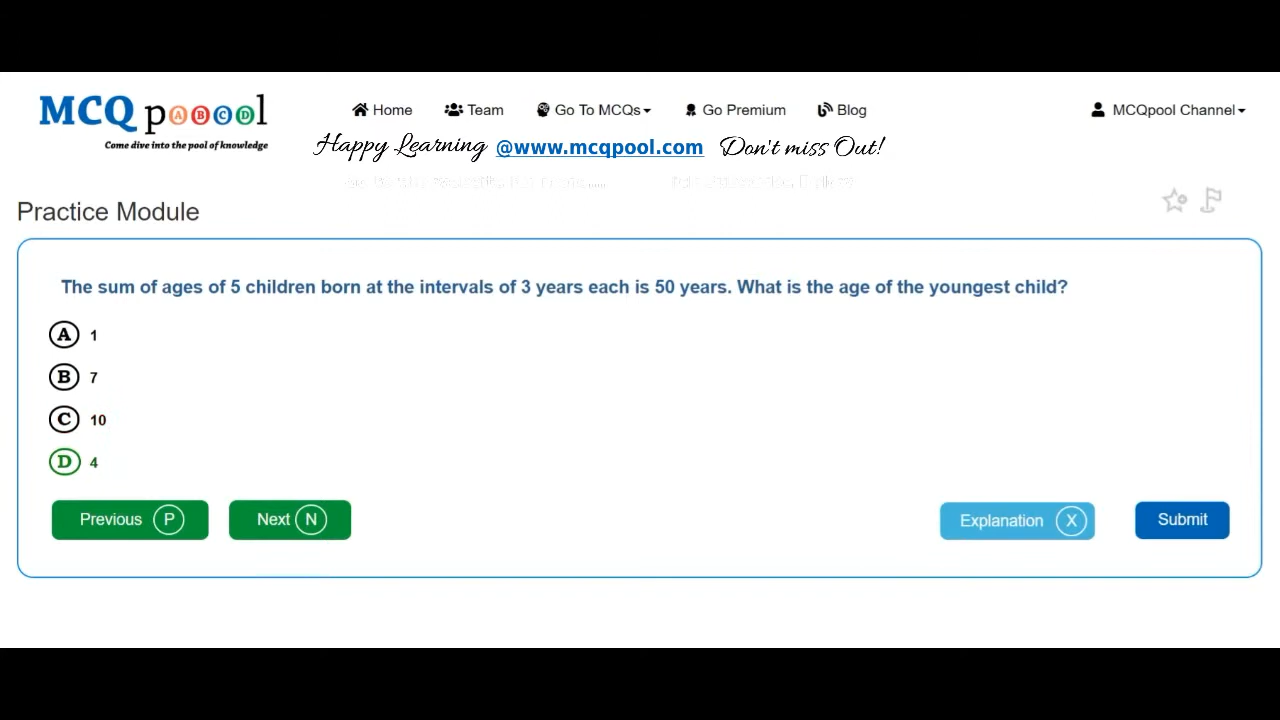 MCQ pABCDl
Come dive into the pool of knowledge
Home Team Go To MCQs Go Premium Blog MCQpool Channel
Happy Learning @www.mcqpool.com Don't miss Out!
Practice Module
The sum of ages of 5 children born at the intervals of 3 years each is 50 years. What is the age of the youngest child?
A 1
B 7
C 10
D 4
Previous P Next N Explanation X Submit